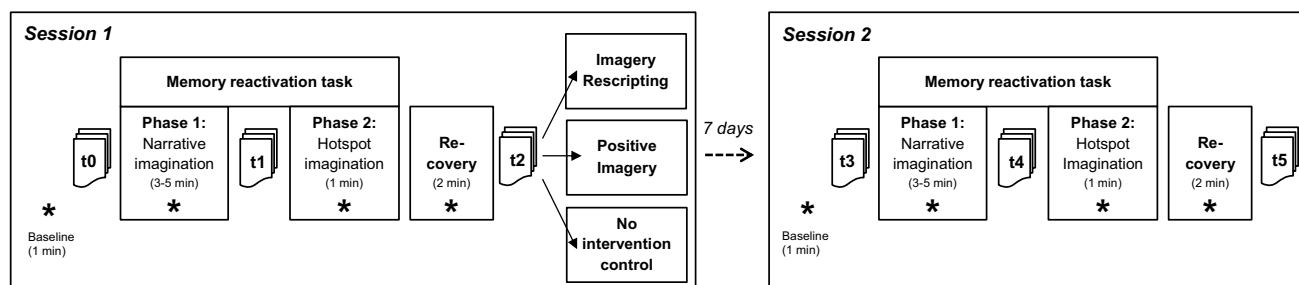 Session 1
Memory reactivation task
t0
Phase 1:
Narrative
imagination
(3-5 min)
*
t1
Phase 2:
Hotspot
imagination
(1 min)
*
Re-
covery
(2 min)
*
t2
*
Baseline
(1 min)
Imagery
Rescripting
Positive
Imagery
No
intervention
control
7 days
Session 2
Memory reactivation task
t3
Phase 1:
Narrative
imagination
(3-5 min)
*
t4
Phase 2:
Hotspot
Imagination
(1 min)
*
Re-
covery
(2 min)
*
t5
*
Baseline
(1 min)